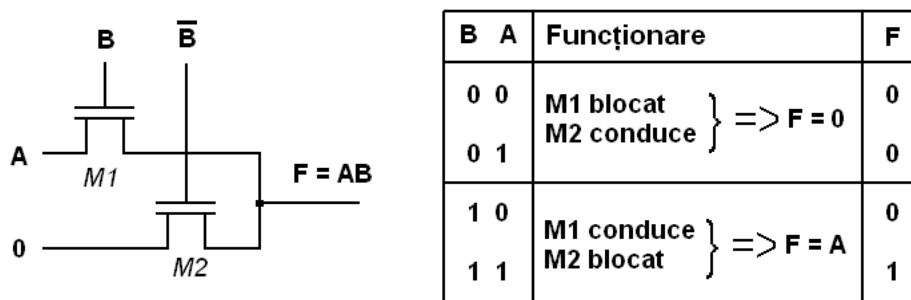 B B̅
A
M1
F = AB
0
M2
B A Funcționare F
0 0 M1 blocat 0
M2 conduce } => F = 0
0 1 0
1 0 M1 conduce 0
M2 blocat } => F = A
1 1 1